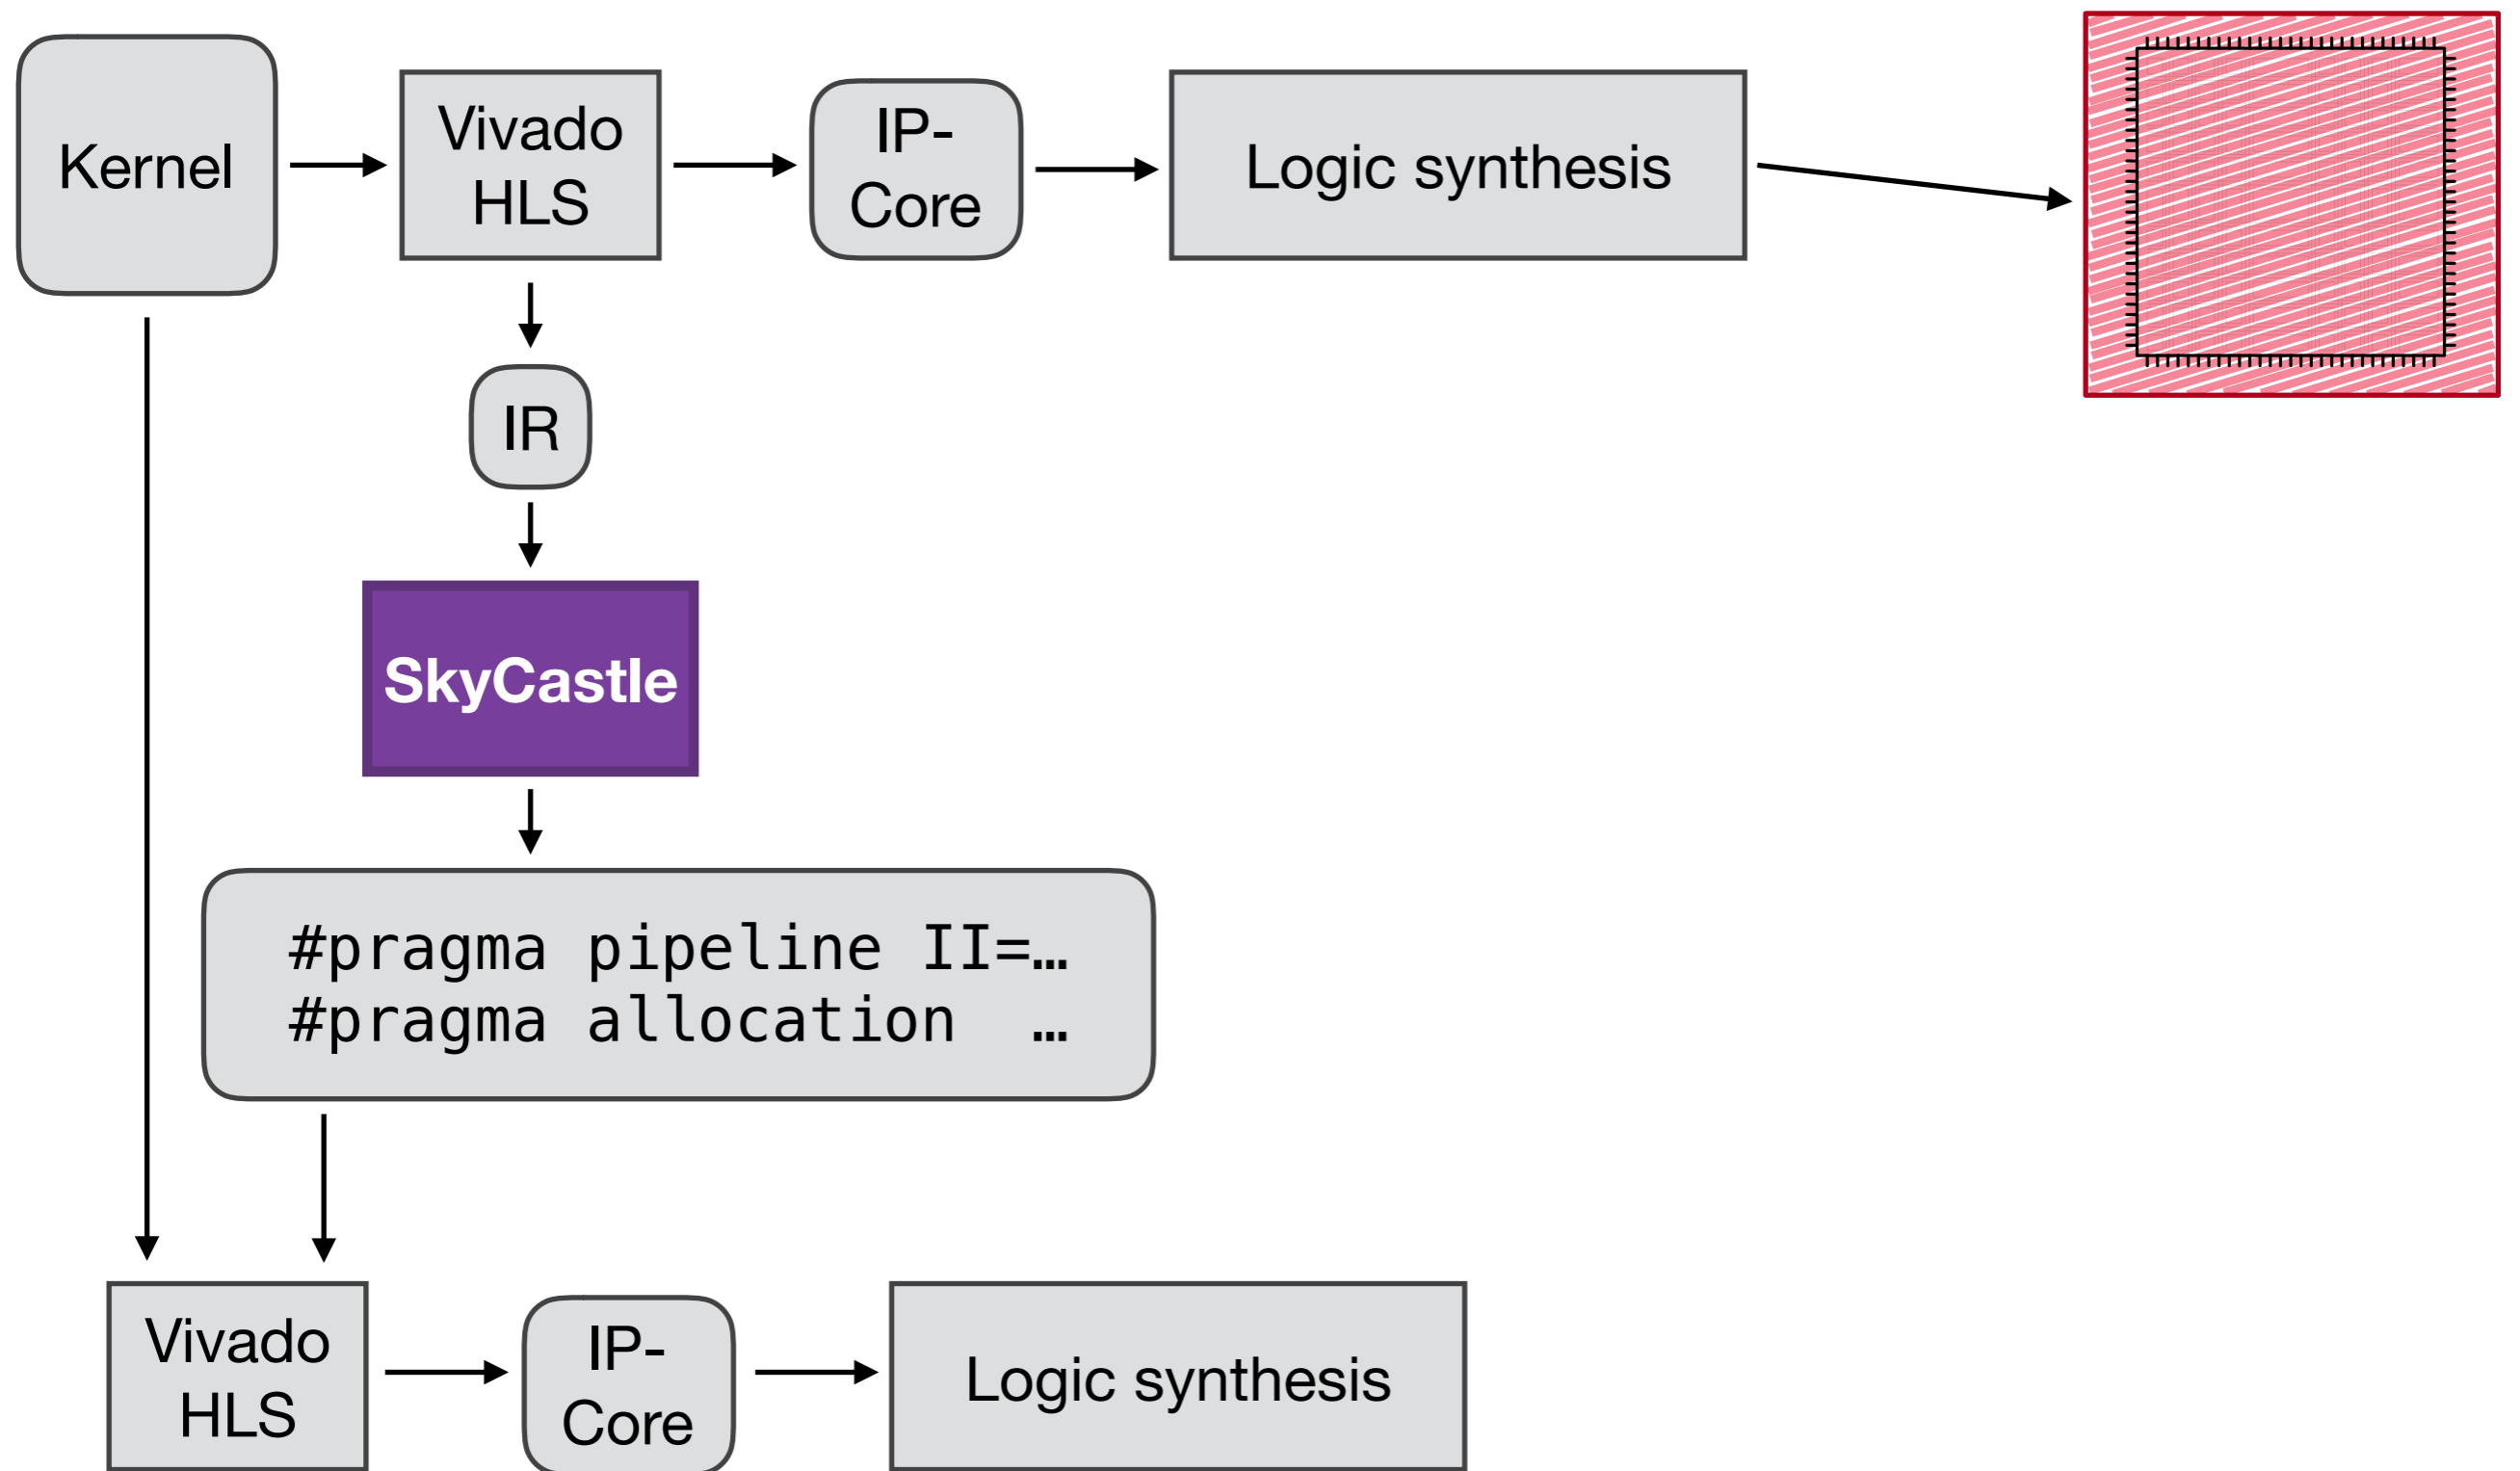 Kernel
Vivado
HLS
IP-
Core
Logic synthesis
IR
SkyCastle
#pragma pipeline II=…
#pragma allocation  …
Vivado
HLS
IP-
Core
Logic synthesis